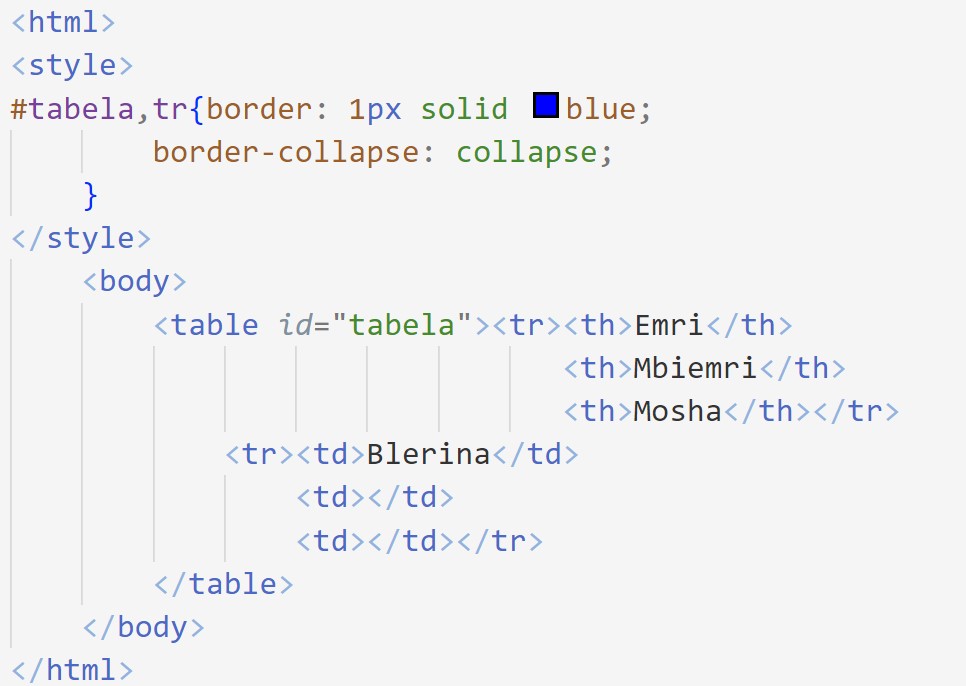 <html>
<style>
#tabela,tr{border: 1px solid blue;
border-collapse: collapse;
}
</style>
<body>
<table id="tabela"><tr><th>Emri</th>
<th>Mbiemri</th>
<th>Mosha</th></tr>
<tr><td>Blerina</td>
<td></td>
<td></td></tr>
</table>
</body>
</html>